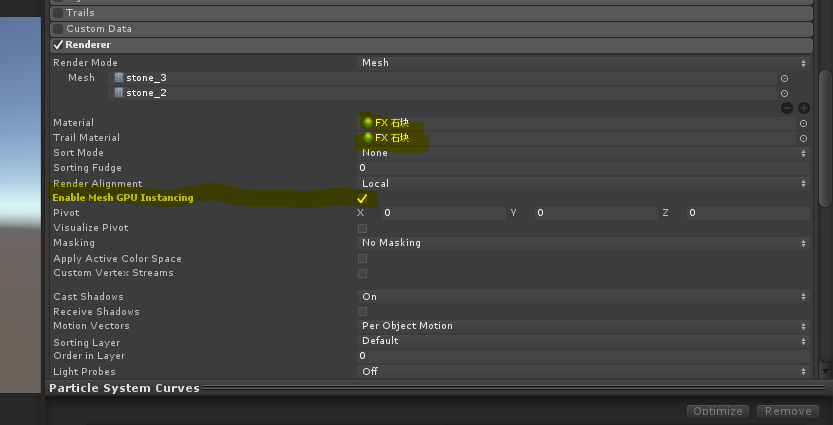 Trails
Custom Data
Renderer
Render Mode Mesh
Mesh stone_3
stone_2
Material FX 石块
Trail Material FX 石块
Sort Mode None
Sorting Fudge 0
Render Alignment Local
Enable Mesh GPU Instancing
Pivot X 0 Y 0 Z 0
Visualize Pivot
Masking No Masking
Apply Active Color Space
Custom Vertex Streams
Cast Shadows On
Receive Shadows
Motion Vectors Per Object Motion
Sorting Layer Default
Order in Layer 0
Light Probes Off
Particle System Curves
Optimize Remove